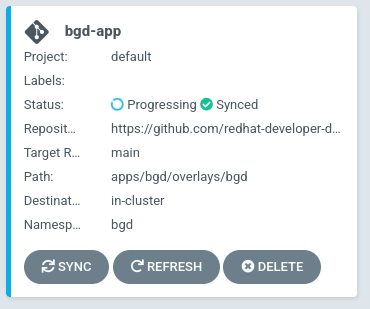 bgd-app
Project: default
Labels:
Status: Progressing Synced
Reposit... https://github.com/redhat-developer-d...
Target R... main
Path: apps/bgd/overlays/bgd
Destinat... in-cluster
Namesp... bgd
SYNC REFRESH DELETE